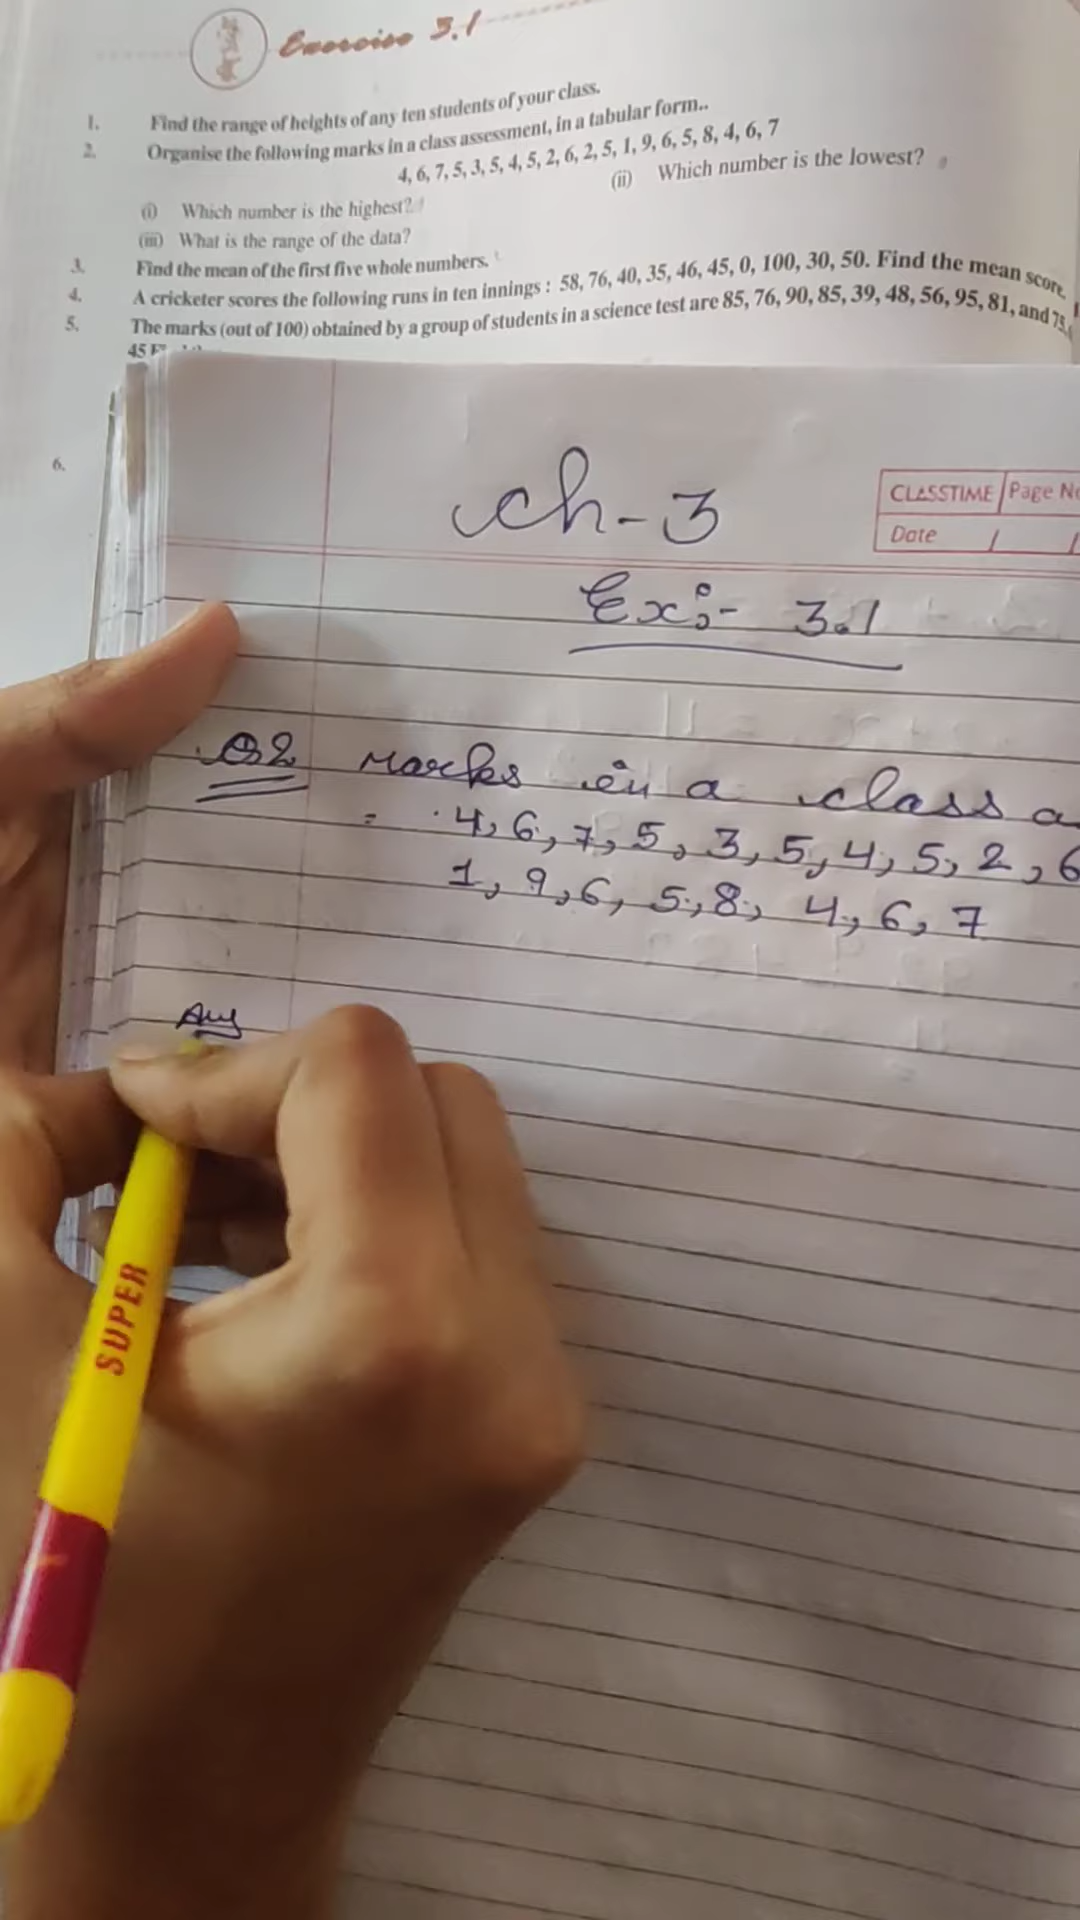 Exercise 3.1
1. Find the range of heights of any ten students of your class.
2. Organise the following marks in a class assessment, in a tabular form..
4, 6, 7, 5, 3, 5, 4, 5, 2, 6, 2, 5, 1, 9, 6, 5, 8, 4, 6, 7
(i) Which number is the highest? (ii) Which number is the lowest?
(iii) What is the range of the data?
3. Find the mean of the first five whole numbers.
4. A cricketer scores the following runs in ten innings : 58, 76, 40, 35, 46, 45, 0, 100, 30, 50. Find the mean score.
5. The marks (out of 100) obtained by a group of students in a science test are 85, 76, 90, 85, 39, 48, 56, 95, 81, and 75,
45
6.
Ch-3
CLASSTIME Page No
Date / /
Ex:- 3.1
Q2 Marks in a class a
= 4, 6, 7, 5, 3, 5, 4, 5, 2, 6
1, 9, 6, 5, 8, 4, 6, 7
Ans
SUPER